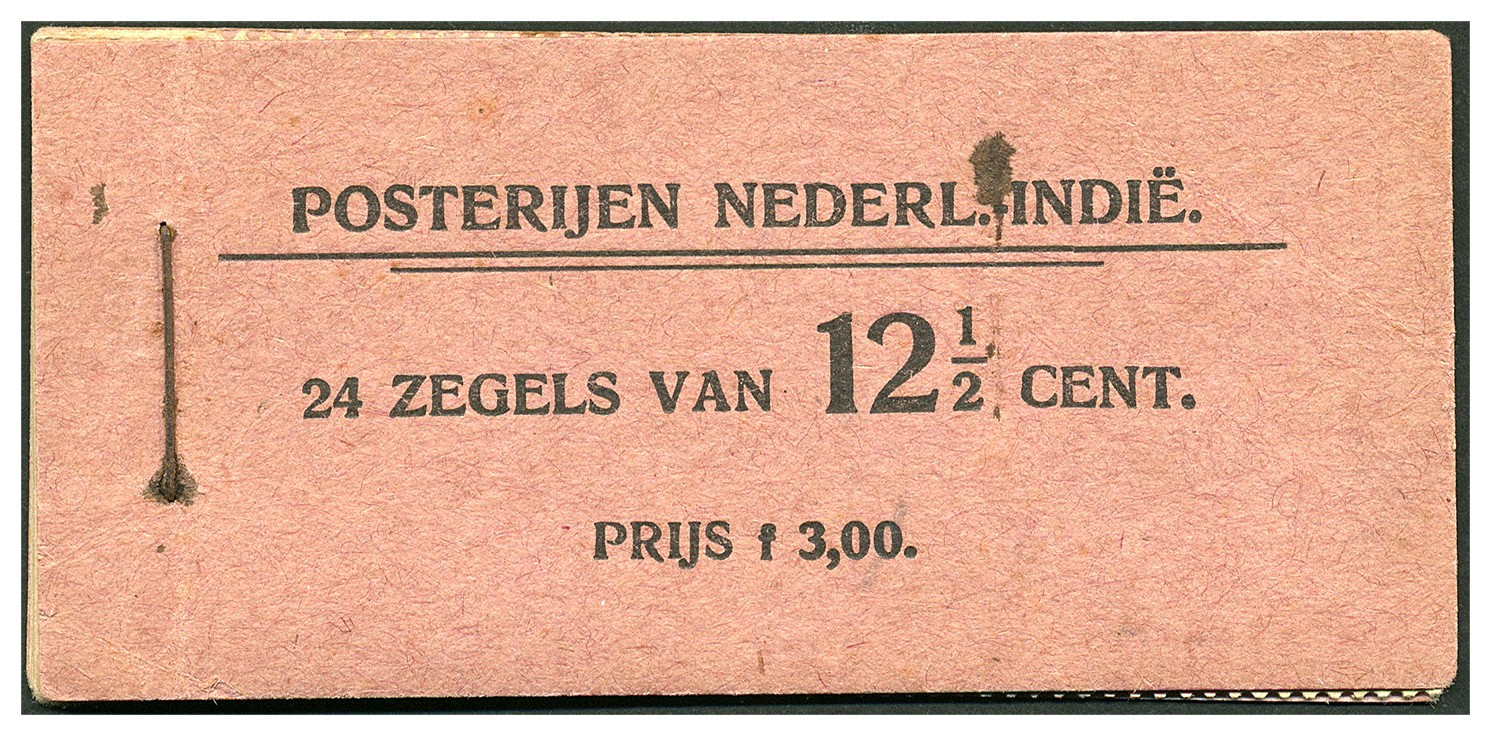 POSTERIJEN NEDERL.-INDIË.
24 ZEGELS VAN 12 1/2 CENT.
PRIJS f 3,00.